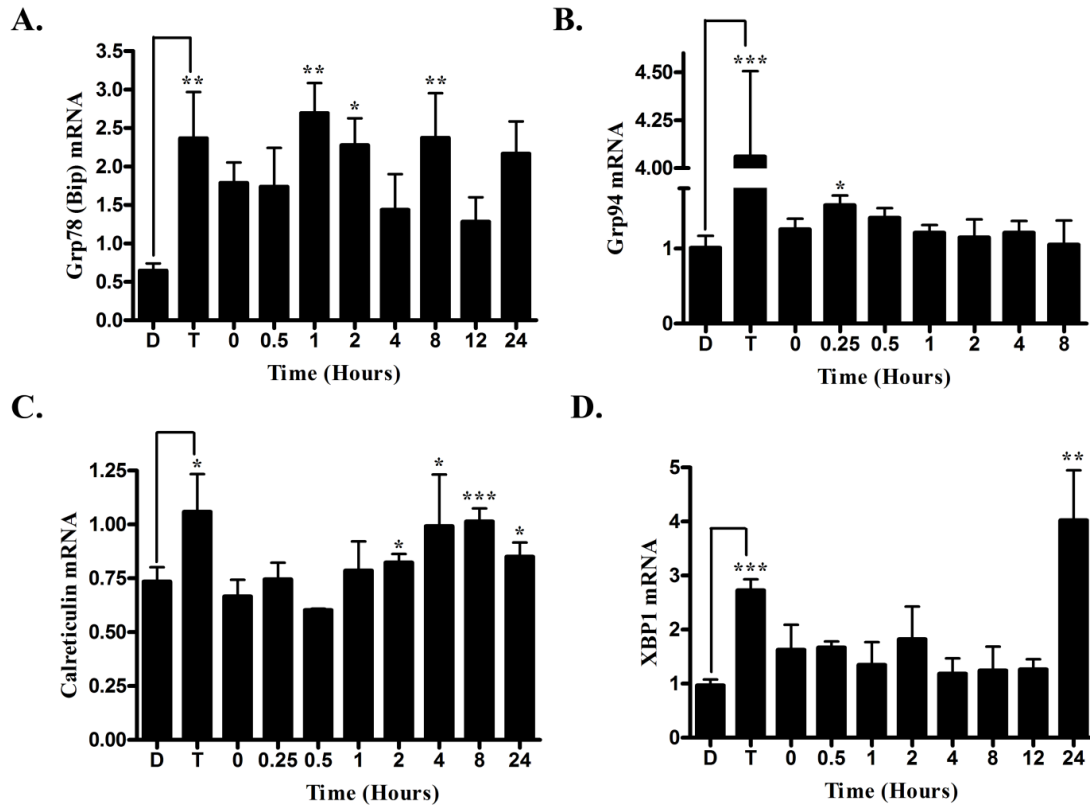 A.
Grp78 (Bip) mRNA
3.5
3.0
2.5
2.0
1.5
1.0
0.5
0.0
** ** * **
D T 0 0.5 1 2 4 8 12 24
Time (Hours)
B.
Grp94 mRNA
4.50
4.25
4.00
1
0
*** *
D T 0 0.25 0.5 1 2 4 8
Time (Hours)
C.
Calreticulin mRNA
1.25
1.00
0.75
0.50
0.25
0.00
* * * *** *
D T 0 0.25 0.5 1 2 4 8 24
Time (Hours)
D.
XBP1 mRNA
5
4
3
2
1
0
*** **
D T 0 0.5 1 2 4 8 12 24
Time (Hours)